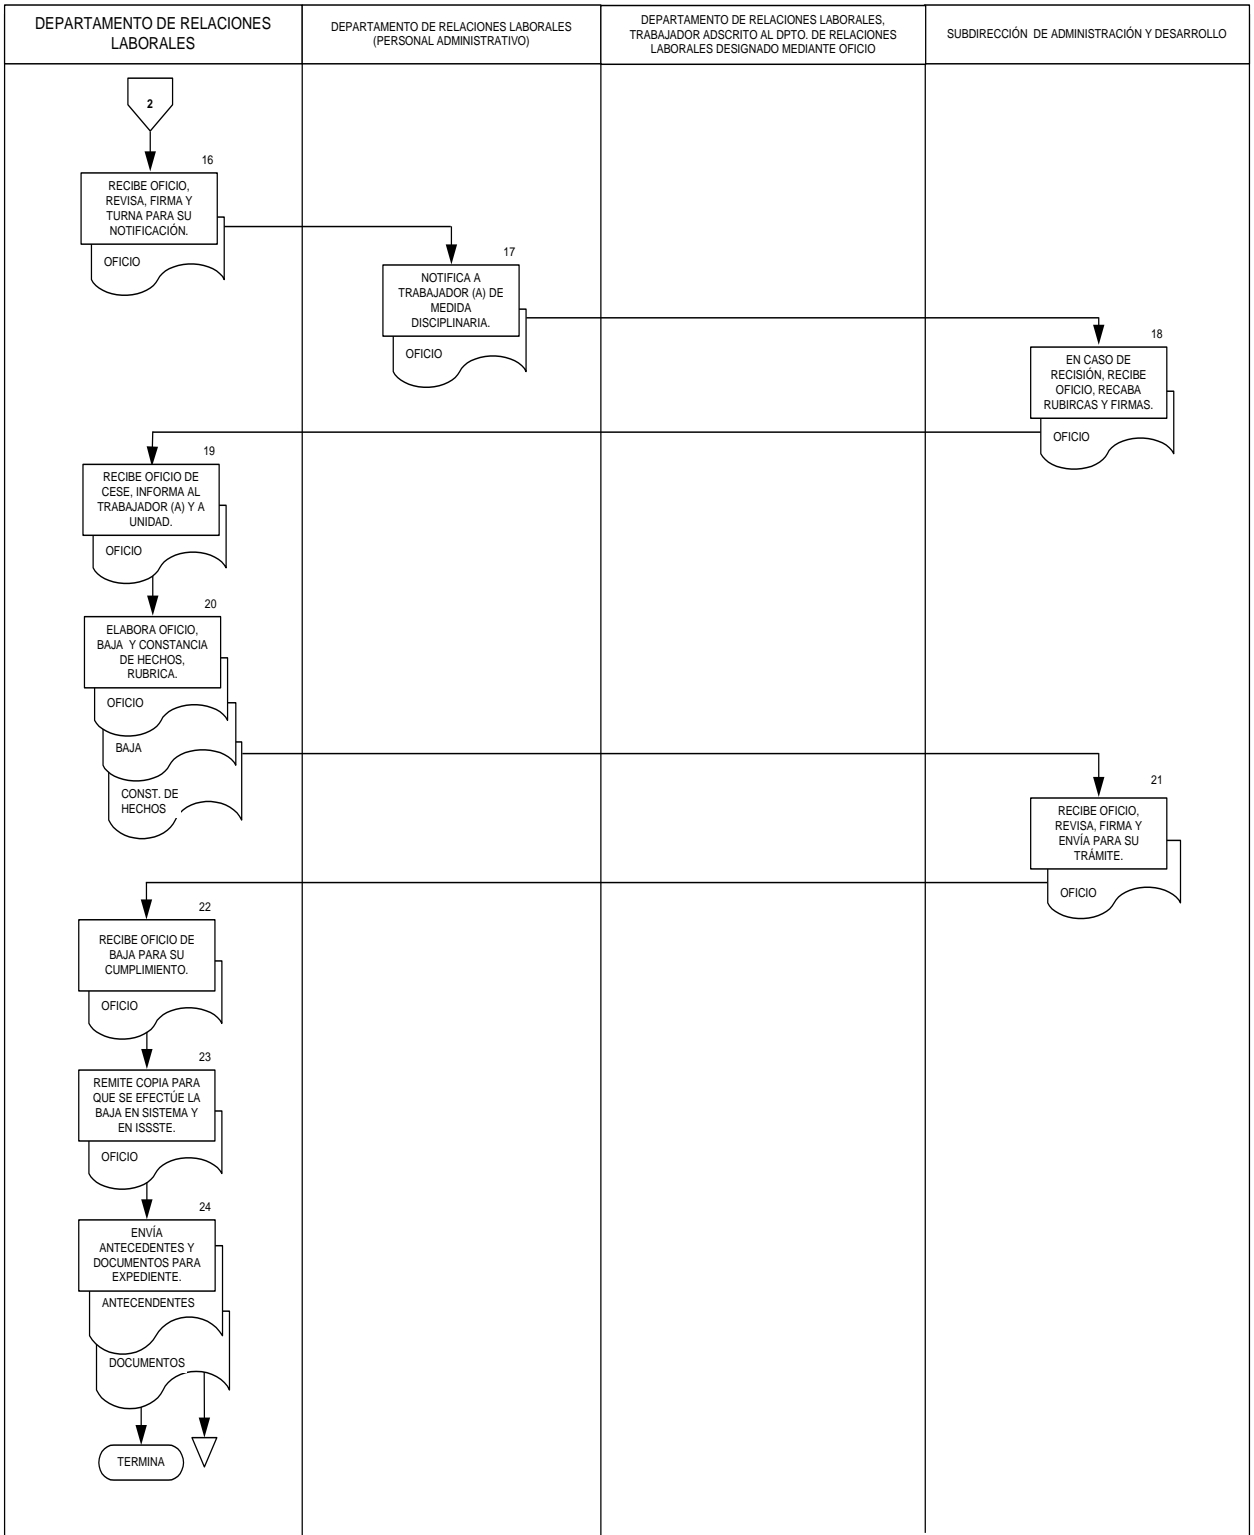 DEPARTAMENTO DE RELACIONES
LABORALES
DEPARTAMENTO DE RELACIONES LABORALES
(PERSONAL ADMINISTRATIVO)
DEPARTAMENTO DE RELACIONES LABORALES,
TRABAJADOR ADSCRITO AL DPTO. DE RELACIONES
LABORALES DESIGNADO MEDIANTE OFICIO
SUBDIRECCIÓN DE ADMINISTRACIÓN Y DESARROLLO
2
16
RECIBE OFICIO,
REVISA, FIRMA Y
TURNA PARA SU
NOTIFICACIÓN.
OFICIO
17
NOTIFICA A
TRABAJADOR (A) DE
MEDIDA
DISCIPLINARIA.
OFICIO
18
EN CASO DE
RECISIÓN, RECIBE
OFICIO, RECABA
RUBIRCAS Y FIRMAS.
OFICIO
19
RECIBE OFICIO DE
CESE, INFORMA AL
TRABAJADOR (A) Y A
UNIDAD.
OFICIO
20
ELABORA OFICIO,
BAJA Y CONSTANCIA
DE HECHOS,
RUBRICA.
OFICIO
BAJA
CONST. DE
HECHOS
21
RECIBE OFICIO,
REVISA, FIRMA Y
ENVÍA PARA SU
TRÁMITE.
OFICIO
22
RECIBE OFICIO DE
BAJA PARA SU
CUMPLIMIENTO.
OFICIO
23
REMITE COPIA PARA
QUE SE EFECTÚE LA
BAJA EN SISTEMA Y
EN ISSSTE.
OFICIO
24
ENVÍA
ANTECEDENTES Y
DOCUMENTOS PARA
EXPEDIENTE.
ANTECENDENTES
DOCUMENTOS
TERMINA